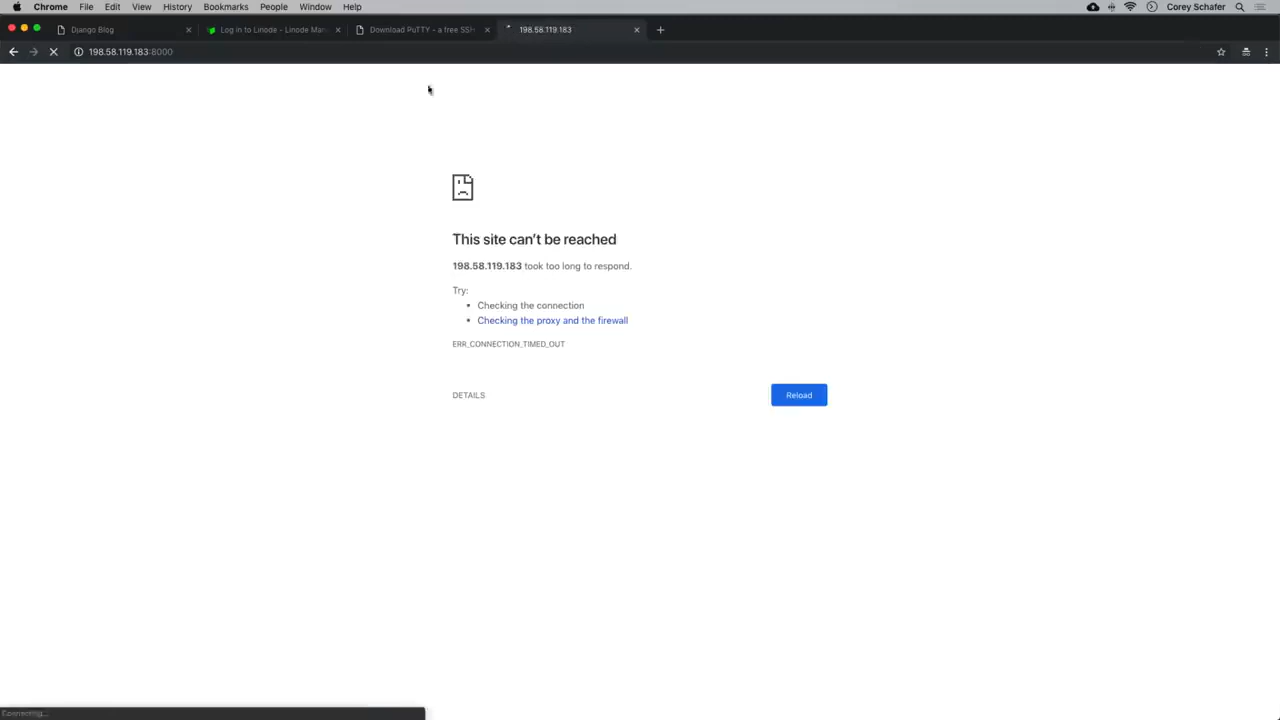 Chrome File Edit View History Bookmarks People Window Help Corey Schafer
Django Blog Log in to Linode - Linode Man Download PuTTY - a free SSH 198.58.119.183
198.58.119.183:8000
This site can't be reached
198.58.119.183 took too long to respond.
Try:
Checking the connection
Checking the proxy and the firewall
ERR_CONNECTION_TIMED_OUT
DETAILS Reload
Connecting...